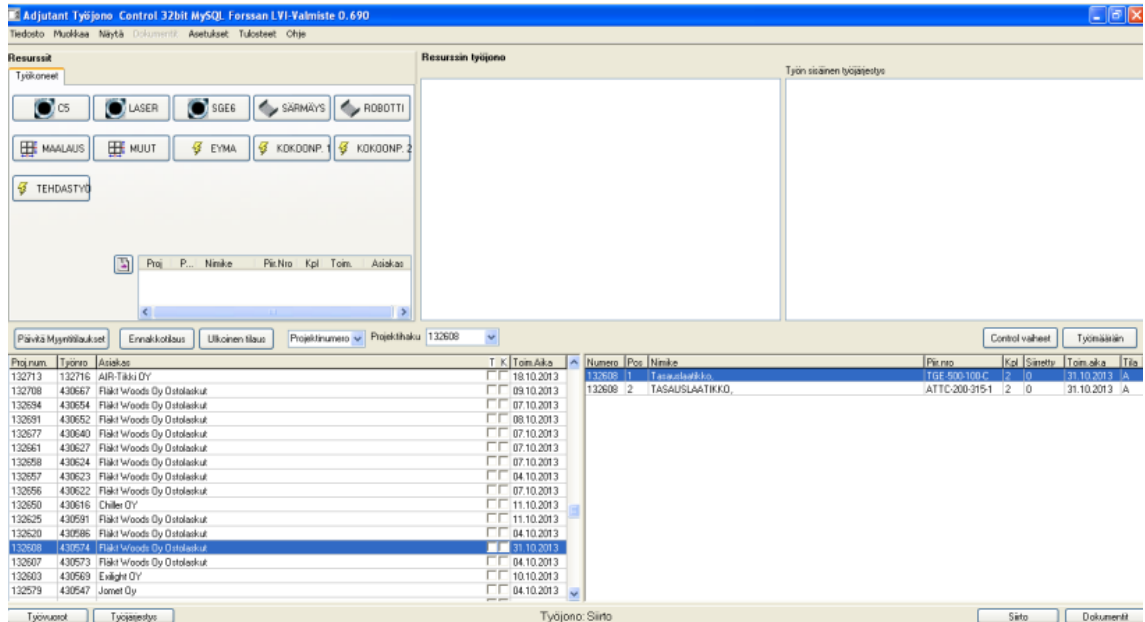 Adjutant Työjono Control 32bit MySQL Forssan LVI-Valmiste 0.690
Tiedosto Muokkaa Näytä Dokumentit Asetukset Tulosteet Ohje
Resurssit
Työkoneet
C5 LASER SGE6 SÄRMÄYS ROBOTTI
MAALAUS MUUT EYMA KOKOONP. 1 KOKOONP. 2
TEHDASTYÖ
Proj P... Nimike Piir.Nro Kpl Toim. Asiakas
Resurssin työjono
Työn sisäinen työjärjestys
Päivitä Myyntitilaukset Ennakkotilaus Ulkoinen tilaus Projektinumero Projektihaku 132608 Control vaiheet Työmääräin
Proj.num. Työnro Asiakas T K Toim.Aika
132713 132716 AIR-Tikki OY 18.10.2013
132708 430667 Fläkt Woods Oy Ostolaskut 09.10.2013
132694 430654 Fläkt Woods Oy Ostolaskut 07.10.2013
132691 430652 Fläkt Woods Oy Ostolaskut 08.10.2013
132677 430640 Fläkt Woods Oy Ostolaskut 07.10.2013
132661 430627 Fläkt Woods Oy Ostolaskut 07.10.2013
132658 430624 Fläkt Woods Oy Ostolaskut 07.10.2013
132657 430623 Fläkt Woods Oy Ostolaskut 04.10.2013
132656 430622 Fläkt Woods Oy Ostolaskut 07.10.2013
132650 430616 Chiller OY 11.10.2013
132625 430591 Fläkt Woods Oy Ostolaskut 11.10.2013
132620 430586 Fläkt Woods Oy Ostolaskut 04.10.2013
132608 430574 Fläkt Woods Oy Ostolaskut 31.10.2013
132607 430573 Fläkt Woods Oy Ostolaskut 04.10.2013
132603 430569 Exilight OY 10.10.2013
132579 430547 Jomet Oy 04.10.2013
Numero Pos Nimike Piir.nro Kpl Siirretty Toim.aika Tila
132608 1 Tasauslaatikko, TGE-500-100-C 2 0 31.10.2013 A
132608 2 TASAUSLAATIKKO, ATTC-200-315-1 2 0 31.10.2013 A
Työvuorot Työjärjestys Työjono: Siirto Siirto Dokumentit